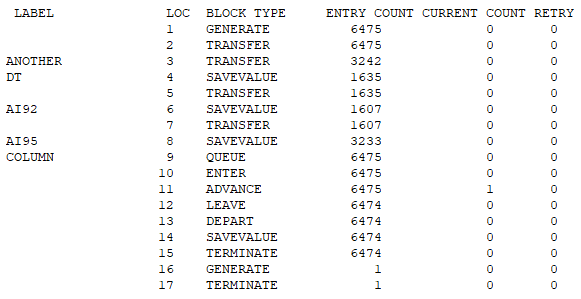 LABEL LOC BLOCK TYPE ENTRY COUNT CURRENT COUNT RETRY
1 GENERATE 6475 0 0
2 TRANSFER 6475 0 0
ANOTHER 3 TRANSFER 3242 0 0
DT 4 SAVEVALUE 1635 0 0
5 TRANSFER 1635 0 0
AI92 6 SAVEVALUE 1607 0 0
7 TRANSFER 1607 0 0
AI95 8 SAVEVALUE 3233 0 0
COLUMN 9 QUEUE 6475 0 0
10 ENTER 6475 0 0
11 ADVANCE 6475 1 0
12 LEAVE 6474 0 0
13 DEPART 6474 0 0
14 SAVEVALUE 6474 0 0
15 TERMINATE 6474 0 0
16 GENERATE 1 0 0
17 TERMINATE 1 0 0